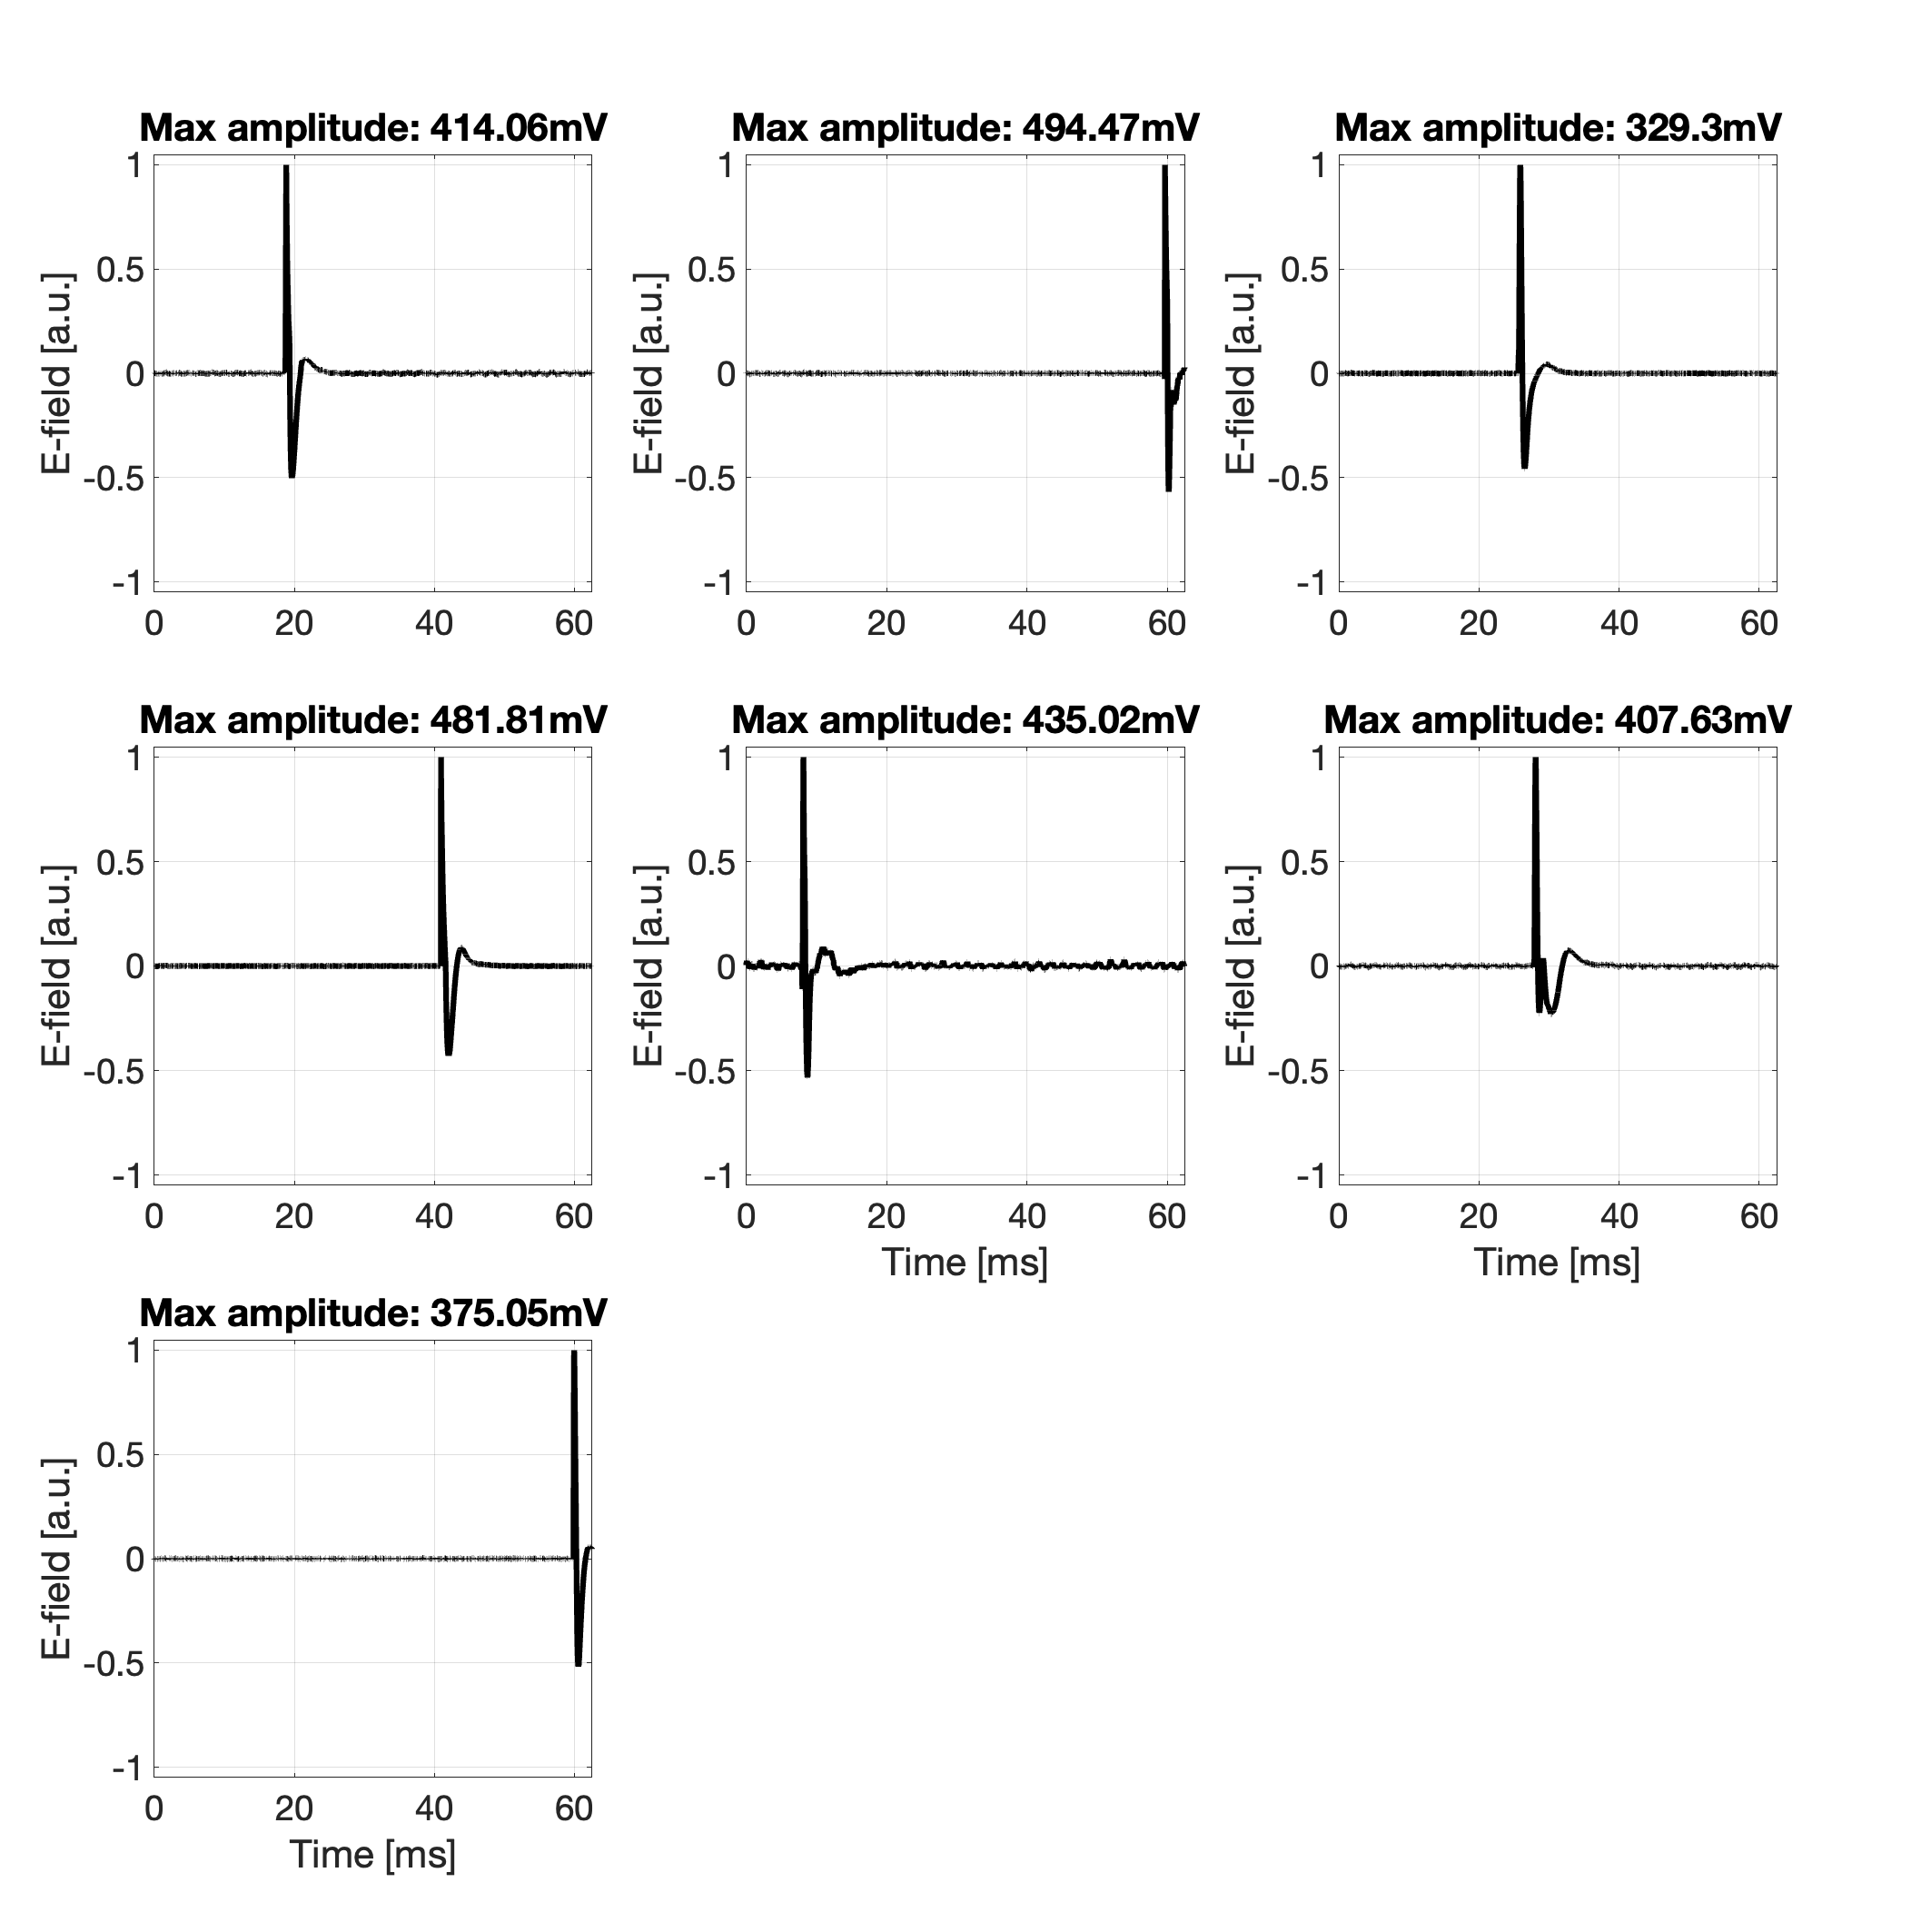 Max amplitude: 414.06mV
1
0.5
0
-0.5
-1
E-field [a.u.]
0 20 40 60
Max amplitude: 494.47mV
1
0.5
0
-0.5
-1
E-field [a.u.]
0 20 40 60
Max amplitude: 329.3mV
1
0.5
0
-0.5
-1
E-field [a.u.]
0 20 40 60
Max amplitude: 481.81mV
1
0.5
0
-0.5
-1
E-field [a.u.]
0 20 40 60
Max amplitude: 435.02mV
1
0.5
0
-0.5
-1
E-field [a.u.]
0 20 40 60
Time [ms]
Max amplitude: 407.63mV
1
0.5
0
-0.5
-1
E-field [a.u.]
0 20 40 60
Time [ms]
Max amplitude: 375.05mV
1
0.5
0
-0.5
-1
E-field [a.u.]
0 20 40 60
Time [ms]